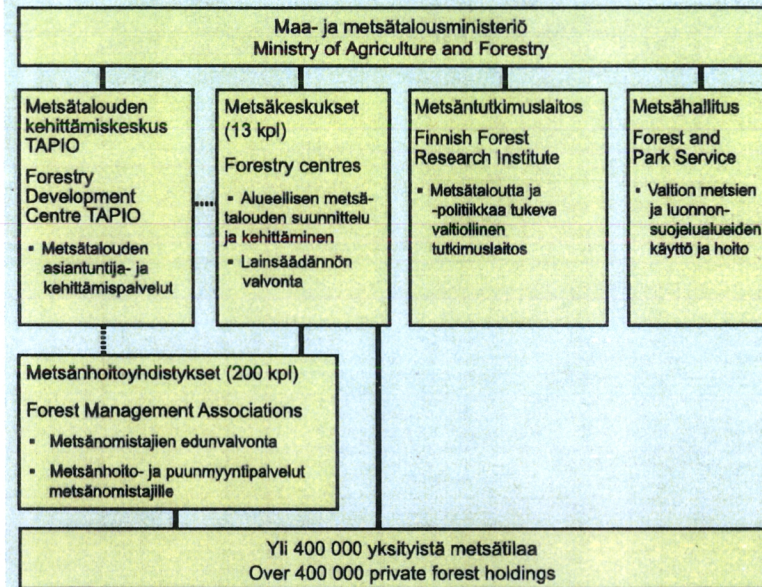 Maa- ja metsätalousministeriö
Ministry of Agriculture and Forestry
Metsätalouden
kehittämiskeskus
TAPIO
Forestry
Development
Centre TAPIO
▪ Metsätalouden
asiantuntija- ja
kehittämispalvelut
Metsäkeskukset
(13 kpl)
Forestry centres
▪ Alueellisen metsä-
talouden suunnittelu
ja kehittäminen
▪ Lainsäädännön
valvonta
Metsäntutkimuslaitos
Finnish Forest
Research Institute
▪ Metsätaloutta ja
-politiikkaa tukeva
valtiollinen
tutkimuslaitos
Metsähallitus
Forest and
Park Service
▪ Valtion metsien
ja luonnon-
suojelualueiden
käyttö ja hoito
Metsänhoitoyhdistykset (200 kpl)
Forest Management Associations
▪ Metsänomistajien edunvalvonta
▪ Metsänhoito- ja puunmyyntipalvelut
metsänomistajille
Yli 400 000 yksityistä metsätilaa
Over 400 000 private forest holdings